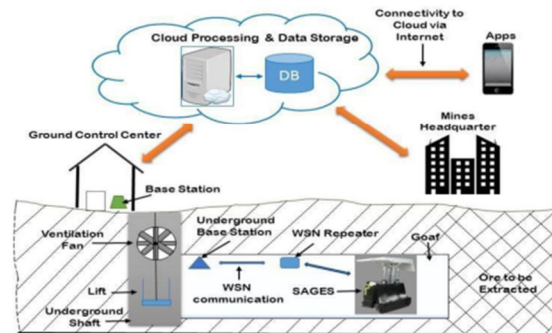 Connectivity to
Cloud via
Internet
Apps
Cloud Processing & Data Storage
DB
Ground Control Center
Mines
Headquarter
Base Station
Ventilation
Fan
Underground
Base Station
WSN Repeater
Goaf
Lift
WSN
communication
SAGES
Ore to be
Extracted
Underground
Shaft